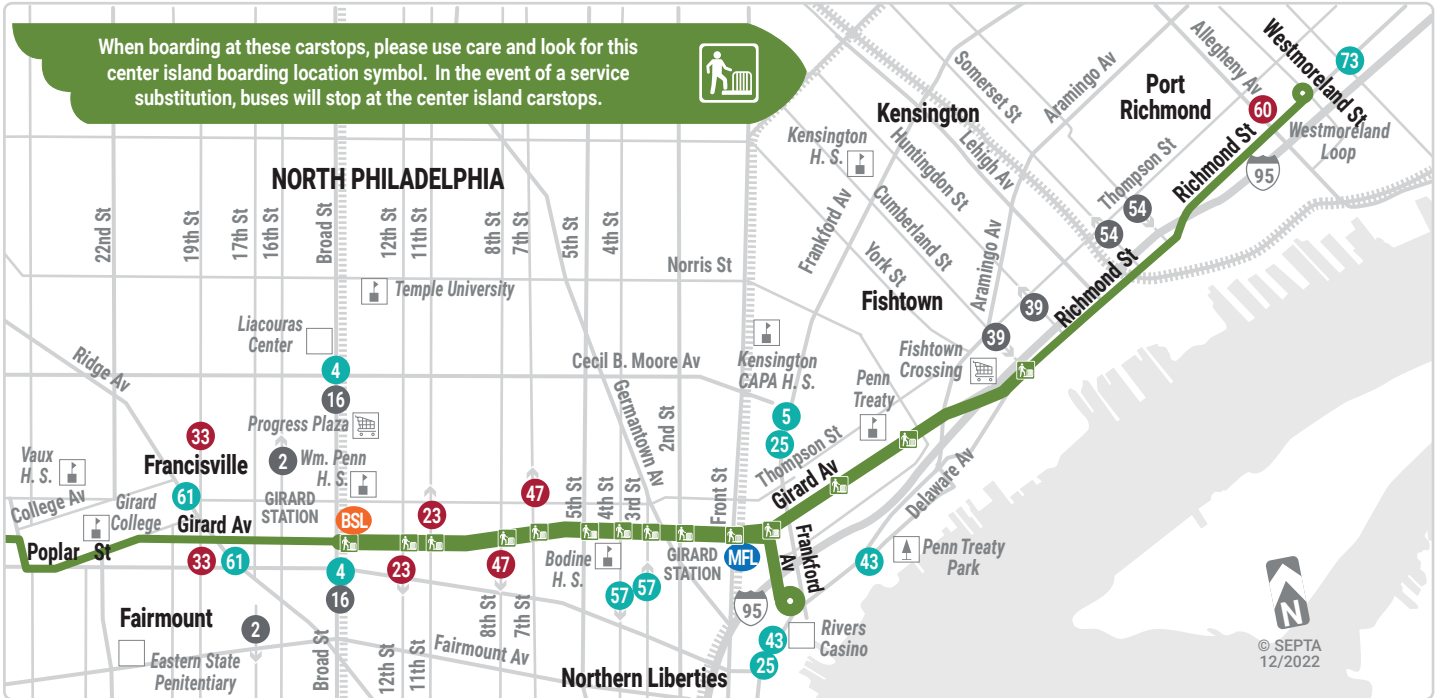 When boarding at these carstops, please use care and look for this
center island boarding location symbol. In the event of a service
substitution, buses will stop at the center island carstops.
Westmoreland St
73
Allegheny Av
Port
Richmond
60
Westmoreland
Loop
Somerset St
Aramingo Av
Kensington
Kensington
H. S.
Lehigh Av
Huntingdon St
Richmond St
95
Thompson St
54
54
NORTH PHILADELPHIA
22nd St
19th St
17th St
16th St
Broad St
12th St
11th St
8th St
7th St
5th St
4th St
Norris St
Frankford Av
Cumberland St
York St
Aramingo Av
Fishtown
Richmond St
39
39
Temple University
Liacouras
Center
Ridge Av
4
16
Cecil B. Moore Av
Kensington
CAPA H. S.
Fishtown
Crossing
Penn
Treaty
Germantown Av
2nd St
5
25
Thompson St
Progress Plaza
33
Francisville
2
Wm. Penn
H. S.
Vaux
H. S.
College Av
Girard
College
61
GIRARD
STATION
BSL
23
47
5th St
4th St
3rd St
Front St
Girard Av
Delaware Av
Girard Av
Poplar St
33
61
4
16
23
47
Bodine
H. S.
57
57
GIRARD
STATION
MFL
Frankford
Av
43
Penn Treaty
Park
95
Fairmount
2
Eastern State
Penitentiary
Broad St
12th St
11th St
8th St
7th St
Fairmount Av
Northern Liberties
43
25
Rivers
Casino
N
© SEPTA
12/2022